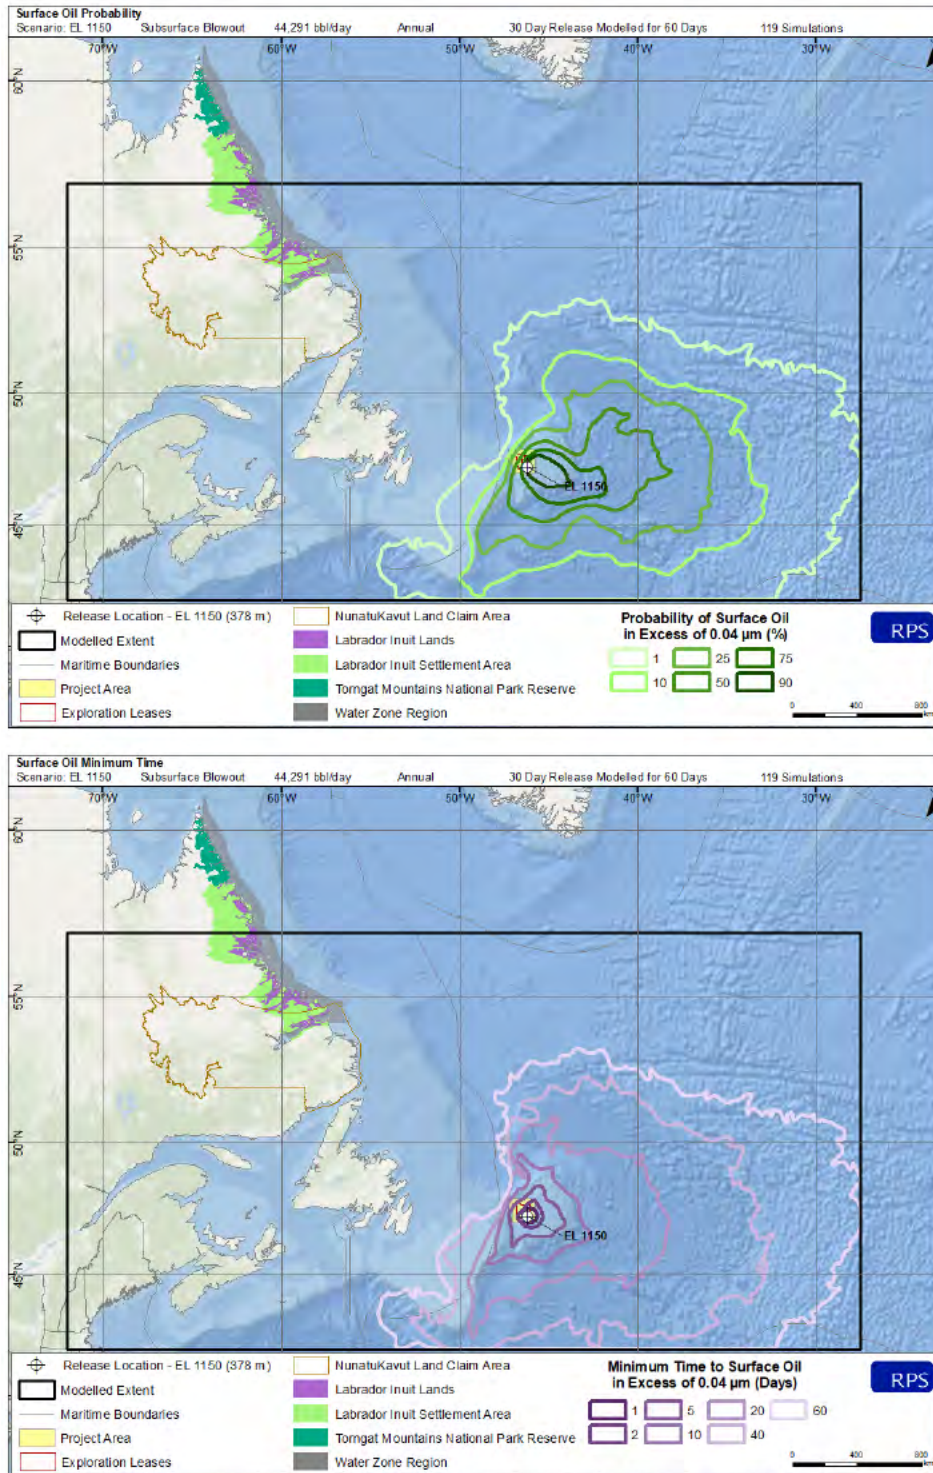 Surface Oil Probability
Scenario: EL 1150 Subsurface Blowout 44,291 bbl/day Annual 30 Day Release Modelled for 60 Days 119 Simulations
70°W 60°W 50°W 40°W 30°W
60°N
55°N
50°N
EL 1150
45°N
Release Location - EL 1150 (378 m)
Modelled Extent
Maritime Boundaries
Project Area
Exploration Leases
NunatuKavut Land Claim Area
Labrador Inuit Lands
Labrador Inuit Settlement Area
Torngat Mountains National Park Reserve
Water Zone Region
Probability of Surface Oil
in Excess of 0.04 µm (%)
1 25 75
10 50 90
RPS
0 400 800
km
Surface Oil Minimum Time
Scenario: EL 1150 Subsurface Blowout 44,291 bbl/day Annual 30 Day Release Modelled for 60 Days 119 Simulations
70°W 60°W 50°W 40°W 30°W
60°N
55°N
50°N
EL 1150
45°N
Release Location - EL 1150 (378 m)
Modelled Extent
Maritime Boundaries
Project Area
Exploration Leases
NunatuKavut Land Claim Area
Labrador Inuit Lands
Labrador Inuit Settlement Area
Torngat Mountains National Park Reserve
Water Zone Region
Minimum Time to Surface Oil
in Excess of 0.04 µm (Days)
1 5 20 60
2 10 40
RPS
0 400 800
km